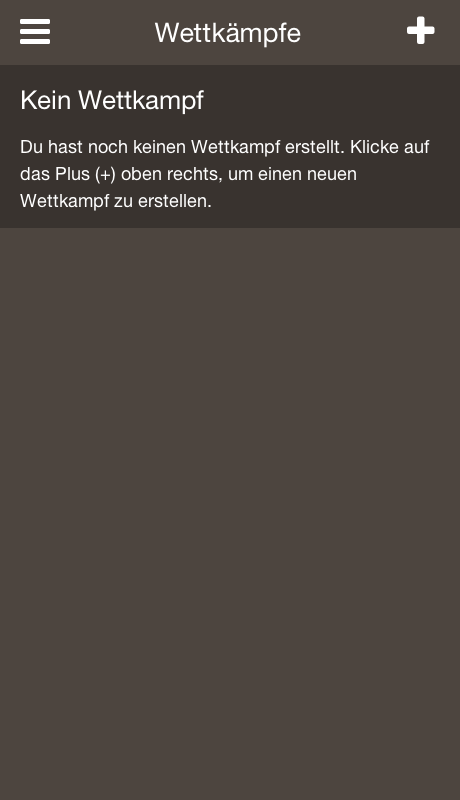 Wettkämpfe
Kein Wettkampf
Du hast noch keinen Wettkampf erstellt. Klicke auf
das Plus (+) oben rechts, um einen neuen
Wettkampf zu erstellen.